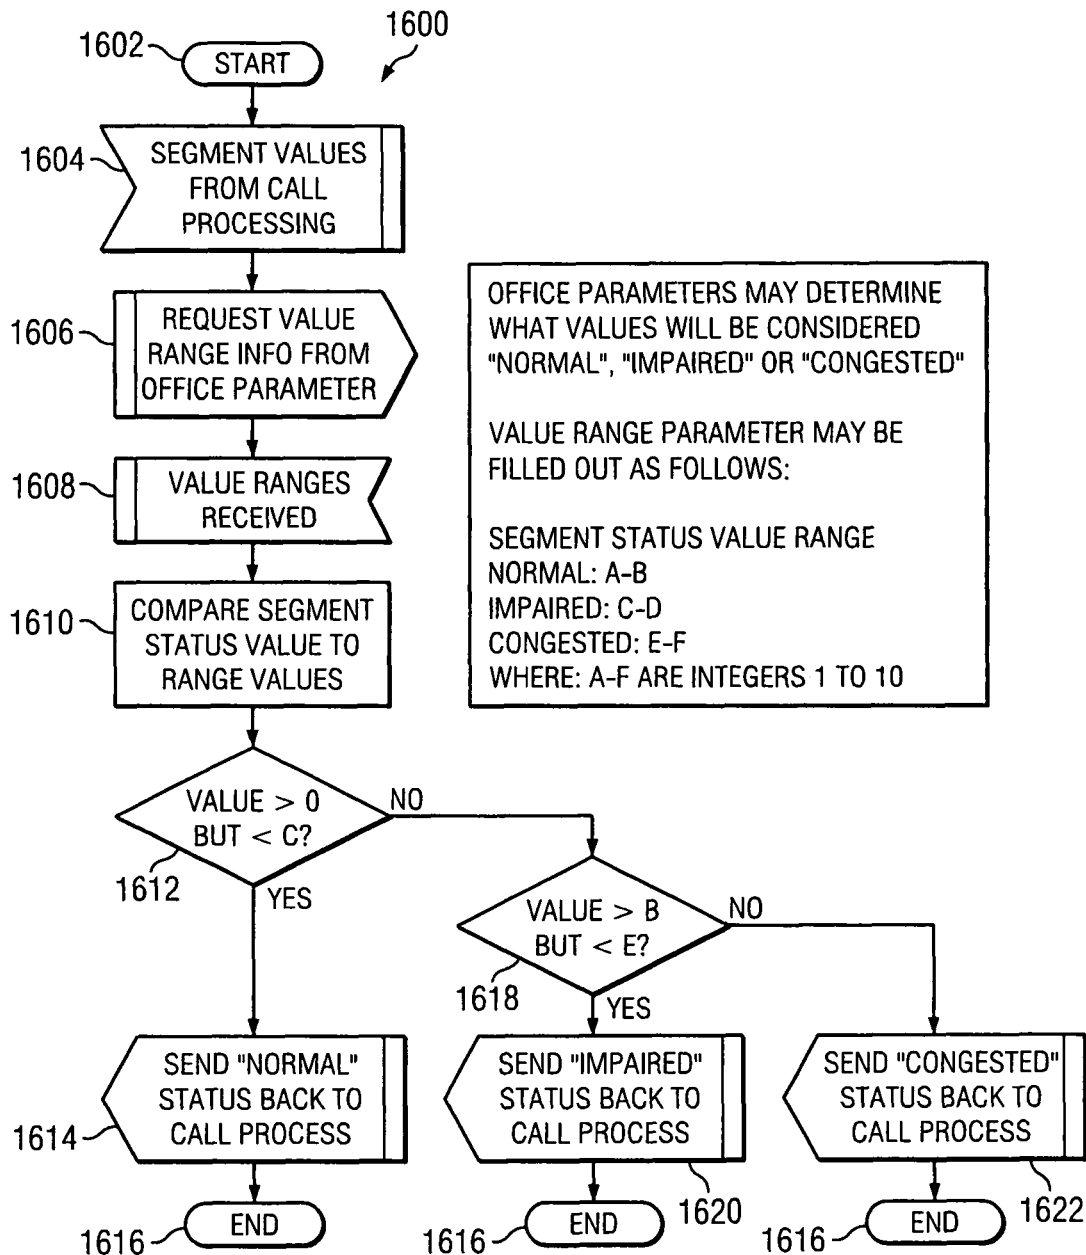 1600
1602
START
1604
SEGMENT VALUES
FROM CALL
PROCESSING
1606
REQUEST VALUE
RANGE INFO FROM
OFFICE PARAMETER
1608
VALUE RANGES
RECEIVED
1610
COMPARE SEGMENT
STATUS VALUE TO
RANGE VALUES
OFFICE PARAMETERS MAY DETERMINE
WHAT VALUES WILL BE CONSIDERED
"NORMAL", "IMPAIRED" OR "CONGESTED"
VALUE RANGE PARAMETER MAY BE
FILLED OUT AS FOLLOWS:
SEGMENT STATUS VALUE RANGE
NORMAL: A-B
IMPAIRED: C-D
CONGESTED: E-F
WHERE: A-F ARE INTEGERS 1 TO 10
VALUE > 0
BUT < C?
NO
1612
YES
VALUE > B
BUT < E?
NO
1618
YES
SEND "NORMAL"
STATUS BACK TO
CALL PROCESS
1614
SEND "IMPAIRED"
STATUS BACK TO
CALL PROCESS
1620
SEND "CONGESTED"
STATUS BACK TO
CALL PROCESS
1622
END
1616
END
1616
END
1616